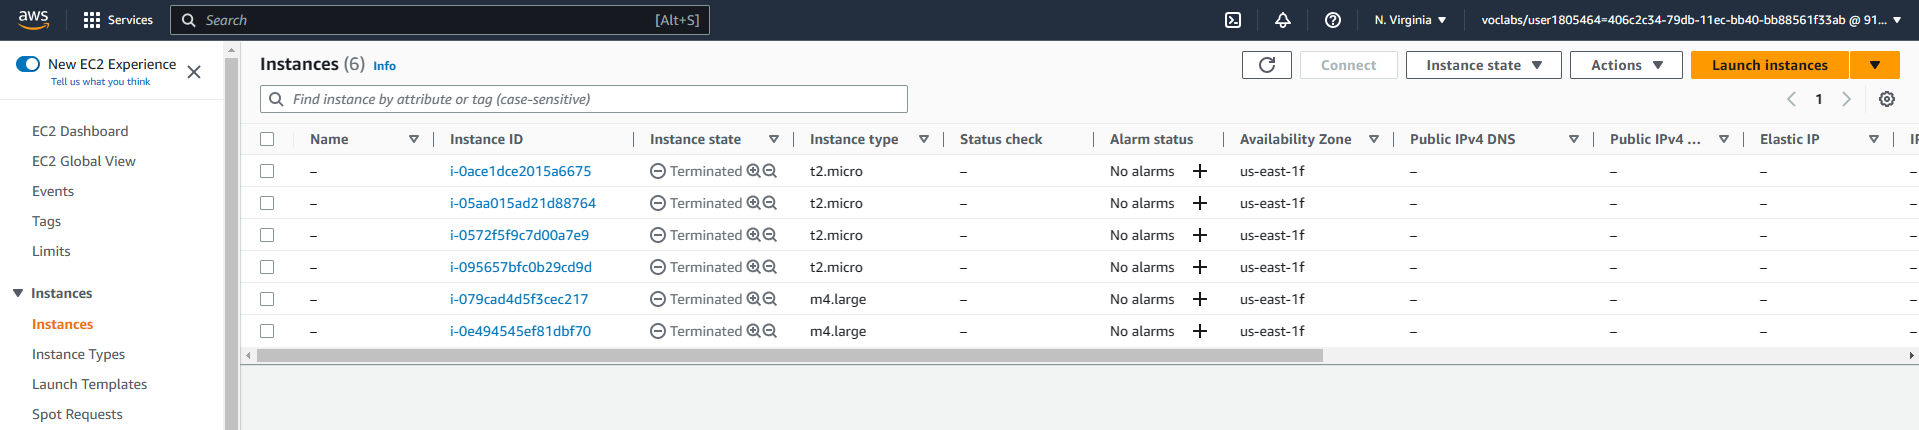 aws Services Search [Alt+S] N. Virginia voclabs/user1805464=406c2c34-79db-11ec-bb40-bb88561f33ab @ 91...
New EC2 Experience
Tell us what you think
EC2 Dashboard
EC2 Global View
Events
Tags
Limits
Instances
Instances
Instance Types
Launch Templates
Spot Requests
Instances (6) Info Connect Instance state Actions Launch instances
Find instance by attribute or tag (case-sensitive) 1
Name Instance ID Instance state Instance type Status check Alarm status Availability Zone Public IPv4 DNS Public IPv4 ... Elastic IP IP
– i-0ace1dce2015a6675 Terminated t2.micro – No alarms + us-east-1f – – – –
– i-05aa015ad21d88764 Terminated t2.micro – No alarms + us-east-1f – – – –
– i-0572f5f9c7d00a7e9 Terminated t2.micro – No alarms + us-east-1f – – – –
– i-095657bfc0b29cd9d Terminated t2.micro – No alarms + us-east-1f – – – –
– i-079cad4d5f3cec217 Terminated m4.large – No alarms + us-east-1f – – – –
– i-0e494545ef81dbf70 Terminated m4.large – No alarms + us-east-1f – – – –